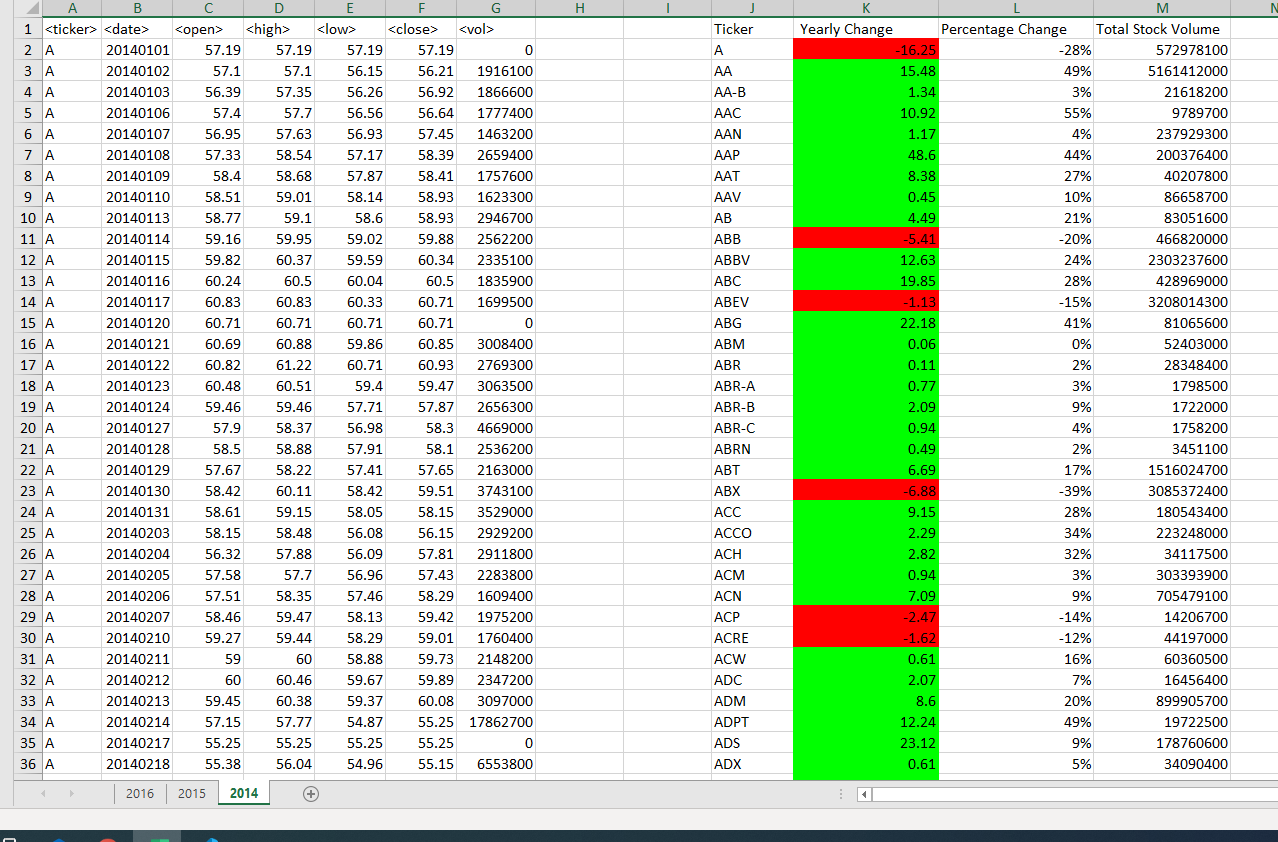 A B C D E F G H I J K L M N
1 <ticker> <date> <open> <high> <low> <close> <vol> Ticker Yearly Change Percentage Change Total Stock Volume
2 A 20140101 57.19 57.19 57.19 57.19 0 A -16.25 -28% 572978100
3 A 20140102 57.1 57.1 56.15 56.21 1916100 AA 15.48 49% 5161412000
4 A 20140103 56.39 57.35 56.26 56.92 1866600 AA-B 1.34 3% 21618200
5 A 20140106 57.4 57.7 56.56 56.64 1777400 AAC 10.92 55% 9789700
6 A 20140107 56.95 57.63 56.93 57.45 1463200 AAN 1.17 4% 237929300
7 A 20140108 57.33 58.54 57.17 58.39 2659400 AAP 48.6 44% 200376400
8 A 20140109 58.4 58.68 57.87 58.41 1757600 AAT 8.38 27% 40207800
9 A 20140110 58.51 59.01 58.14 58.93 1623300 AAV 0.45 10% 86658700
10 A 20140113 58.77 59.1 58.6 58.93 2946700 AB 4.49 21% 83051600
11 A 20140114 59.16 59.95 59.02 59.88 2562200 ABB -5.41 -20% 466820000
12 A 20140115 59.82 60.37 59.59 60.34 2335100 ABBV 12.63 24% 2303237600
13 A 20140116 60.24 60.5 60.04 60.5 1835900 ABC 19.85 28% 428969000
14 A 20140117 60.83 60.83 60.33 60.71 1699500 ABEV -1.13 -15% 3208014300
15 A 20140120 60.71 60.71 60.71 60.71 0 ABG 22.18 41% 81065600
16 A 20140121 60.69 60.88 59.86 60.85 3008400 ABM 0.06 0% 52403000
17 A 20140122 60.82 61.22 60.71 60.93 2769300 ABR 0.11 2% 28348400
18 A 20140123 60.48 60.51 59.4 59.47 3063500 ABR-A 0.77 3% 1798500
19 A 20140124 59.46 59.46 57.71 57.87 2656300 ABR-B 2.09 9% 1722000
20 A 20140127 57.9 58.37 56.98 58.3 4669000 ABR-C 0.94 4% 1758200
21 A 20140128 58.5 58.88 57.91 58.1 2536200 ABRN 0.49 2% 3451100
22 A 20140129 57.67 58.22 57.41 57.65 2163000 ABT 6.69 17% 1516024700
23 A 20140130 58.42 60.11 58.42 59.51 3743100 ABX -6.88 -39% 3085372400
24 A 20140131 58.61 59.15 58.05 58.15 3529000 ACC 9.15 28% 180543400
25 A 20140203 58.15 58.48 56.08 56.15 2929200 ACCO 2.29 34% 223248000
26 A 20140204 56.32 57.88 56.09 57.81 2911800 ACH 2.82 32% 34117500
27 A 20140205 57.58 57.7 56.96 57.43 2283800 ACM 0.94 3% 303393900
28 A 20140206 57.51 58.35 57.46 58.29 1609400 ACN 7.09 9% 705479100
29 A 20140207 58.46 59.47 58.13 59.42 1975200 ACP -2.47 -14% 14206700
30 A 20140210 59.27 59.44 58.29 59.01 1760400 ACRE -1.62 -12% 44197000
31 A 20140211 59 60 58.88 59.73 2148200 ACW 0.61 16% 60360500
32 A 20140212 60 60.46 59.67 59.89 2347200 ADC 2.07 7% 16456400
33 A 20140213 59.45 60.38 59.37 60.08 3097000 ADM 8.6 20% 899905700
34 A 20140214 57.15 57.77 54.87 55.25 17862700 ADPT 12.24 49% 19722500
35 A 20140217 55.25 55.25 55.25 55.25 0 ADS 23.12 9% 178760600
36 A 20140218 55.38 56.04 54.96 55.15 6553800 ADX 0.61 5% 34090400
2016 2015 2014